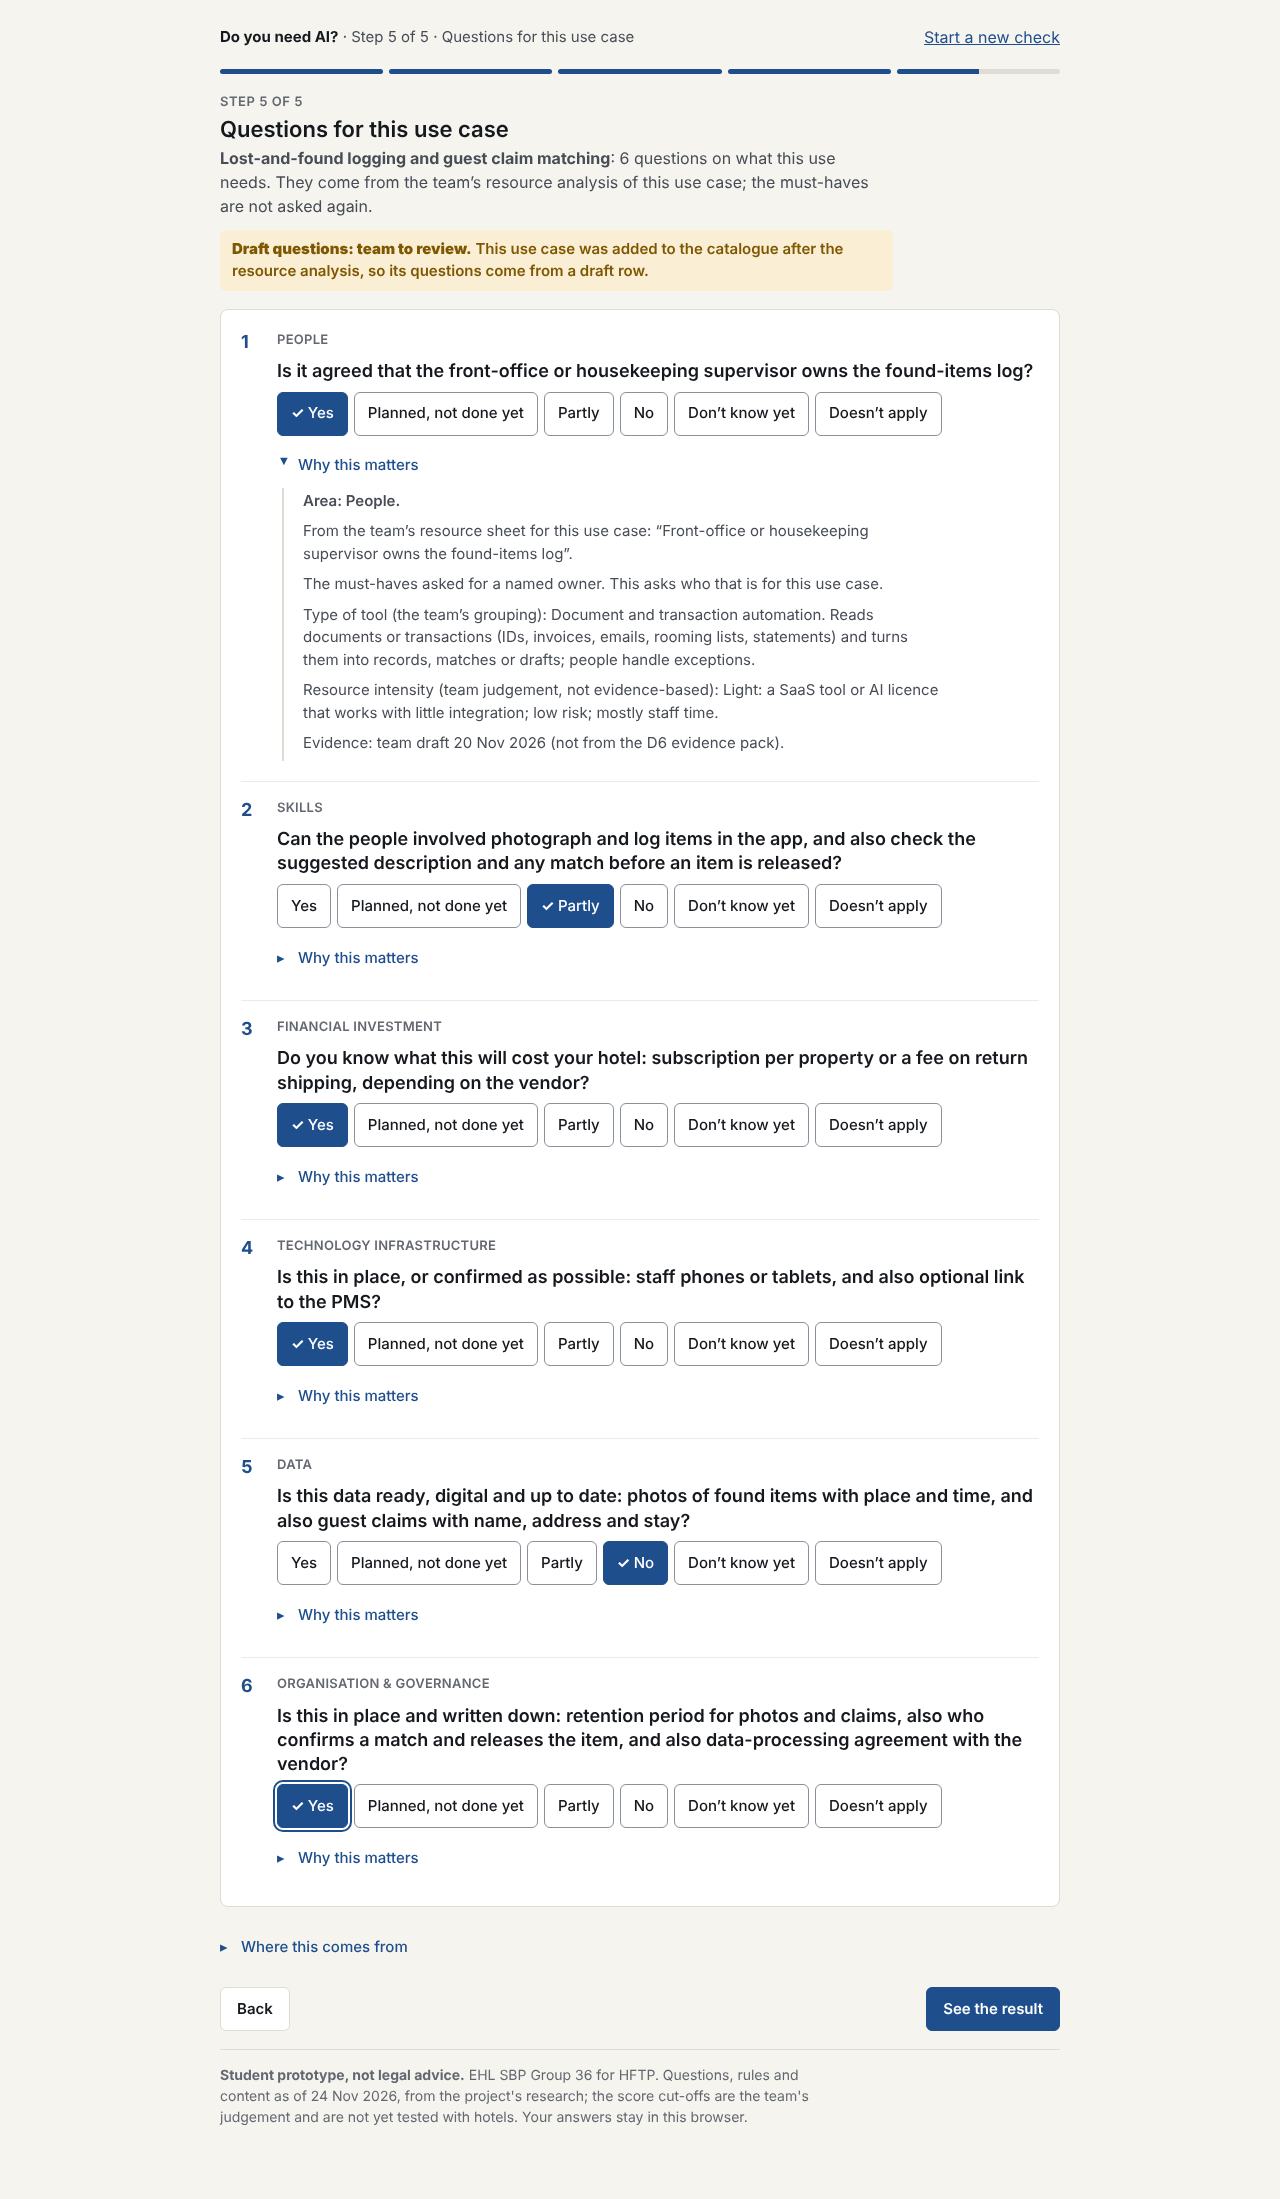 Do you need AI? · Step 5 of 5 · Questions for this use case
Start a new check
STEP 5 OF 5
Questions for this use case
Lost-and-found logging and guest claim matching: 6 questions on what this use
needs. They come from the team’s resource analysis of this use case; the must-haves
are not asked again.
Draft questions: team to review. This use case was added to the catalogue after the
resource analysis, so its questions come from a draft row.
1 PEOPLE
Is it agreed that the front-office or housekeeping supervisor owns the found-items log?
✓ Yes Planned, not done yet Partly No Don’t know yet Doesn’t apply
▼ Why this matters
Area: People.
From the team’s resource sheet for this use case: “Front-office or housekeeping
supervisor owns the found-items log”.
The must-haves asked for a named owner. This asks who that is for this use case.
Type of tool (the team’s grouping): Document and transaction automation. Reads
documents or transactions (IDs, invoices, emails, rooming lists, statements) and turns
them into records, matches or drafts; people handle exceptions.
Resource intensity (team judgement, not evidence-based): Light: a SaaS tool or AI licence
that works with little integration; low risk; mostly staff time.
Evidence: team draft 20 Nov 2026 (not from the D6 evidence pack).
2 SKILLS
Can the people involved photograph and log items in the app, and also check the
suggested description and any match before an item is released?
Yes Planned, not done yet ✓ Partly No Don’t know yet Doesn’t apply
▸ Why this matters
3 FINANCIAL INVESTMENT
Do you know what this will cost your hotel: subscription per property or a fee on return
shipping, depending on the vendor?
✓ Yes Planned, not done yet Partly No Don’t know yet Doesn’t apply
▸ Why this matters
4 TECHNOLOGY INFRASTRUCTURE
Is this in place, or confirmed as possible: staff phones or tablets, and also optional link
to the PMS?
✓ Yes Planned, not done yet Partly No Don’t know yet Doesn’t apply
▸ Why this matters
5 DATA
Is this data ready, digital and up to date: photos of found items with place and time, and
also guest claims with name, address and stay?
Yes Planned, not done yet Partly ✓ No Don’t know yet Doesn’t apply
▸ Why this matters
6 ORGANISATION & GOVERNANCE
Is this in place and written down: retention period for photos and claims, also who
confirms a match and releases the item, and also data-processing agreement with the
vendor?
✓ Yes Planned, not done yet Partly No Don’t know yet Doesn’t apply
▸ Why this matters
▸ Where this comes from
Back
See the result
Student prototype, not legal advice. EHL SBP Group 36 for HFTP. Questions, rules and
content as of 24 Nov 2026, from the project's research; the score cut-offs are the team's
judgement and are not yet tested with hotels. Your answers stay in this browser.